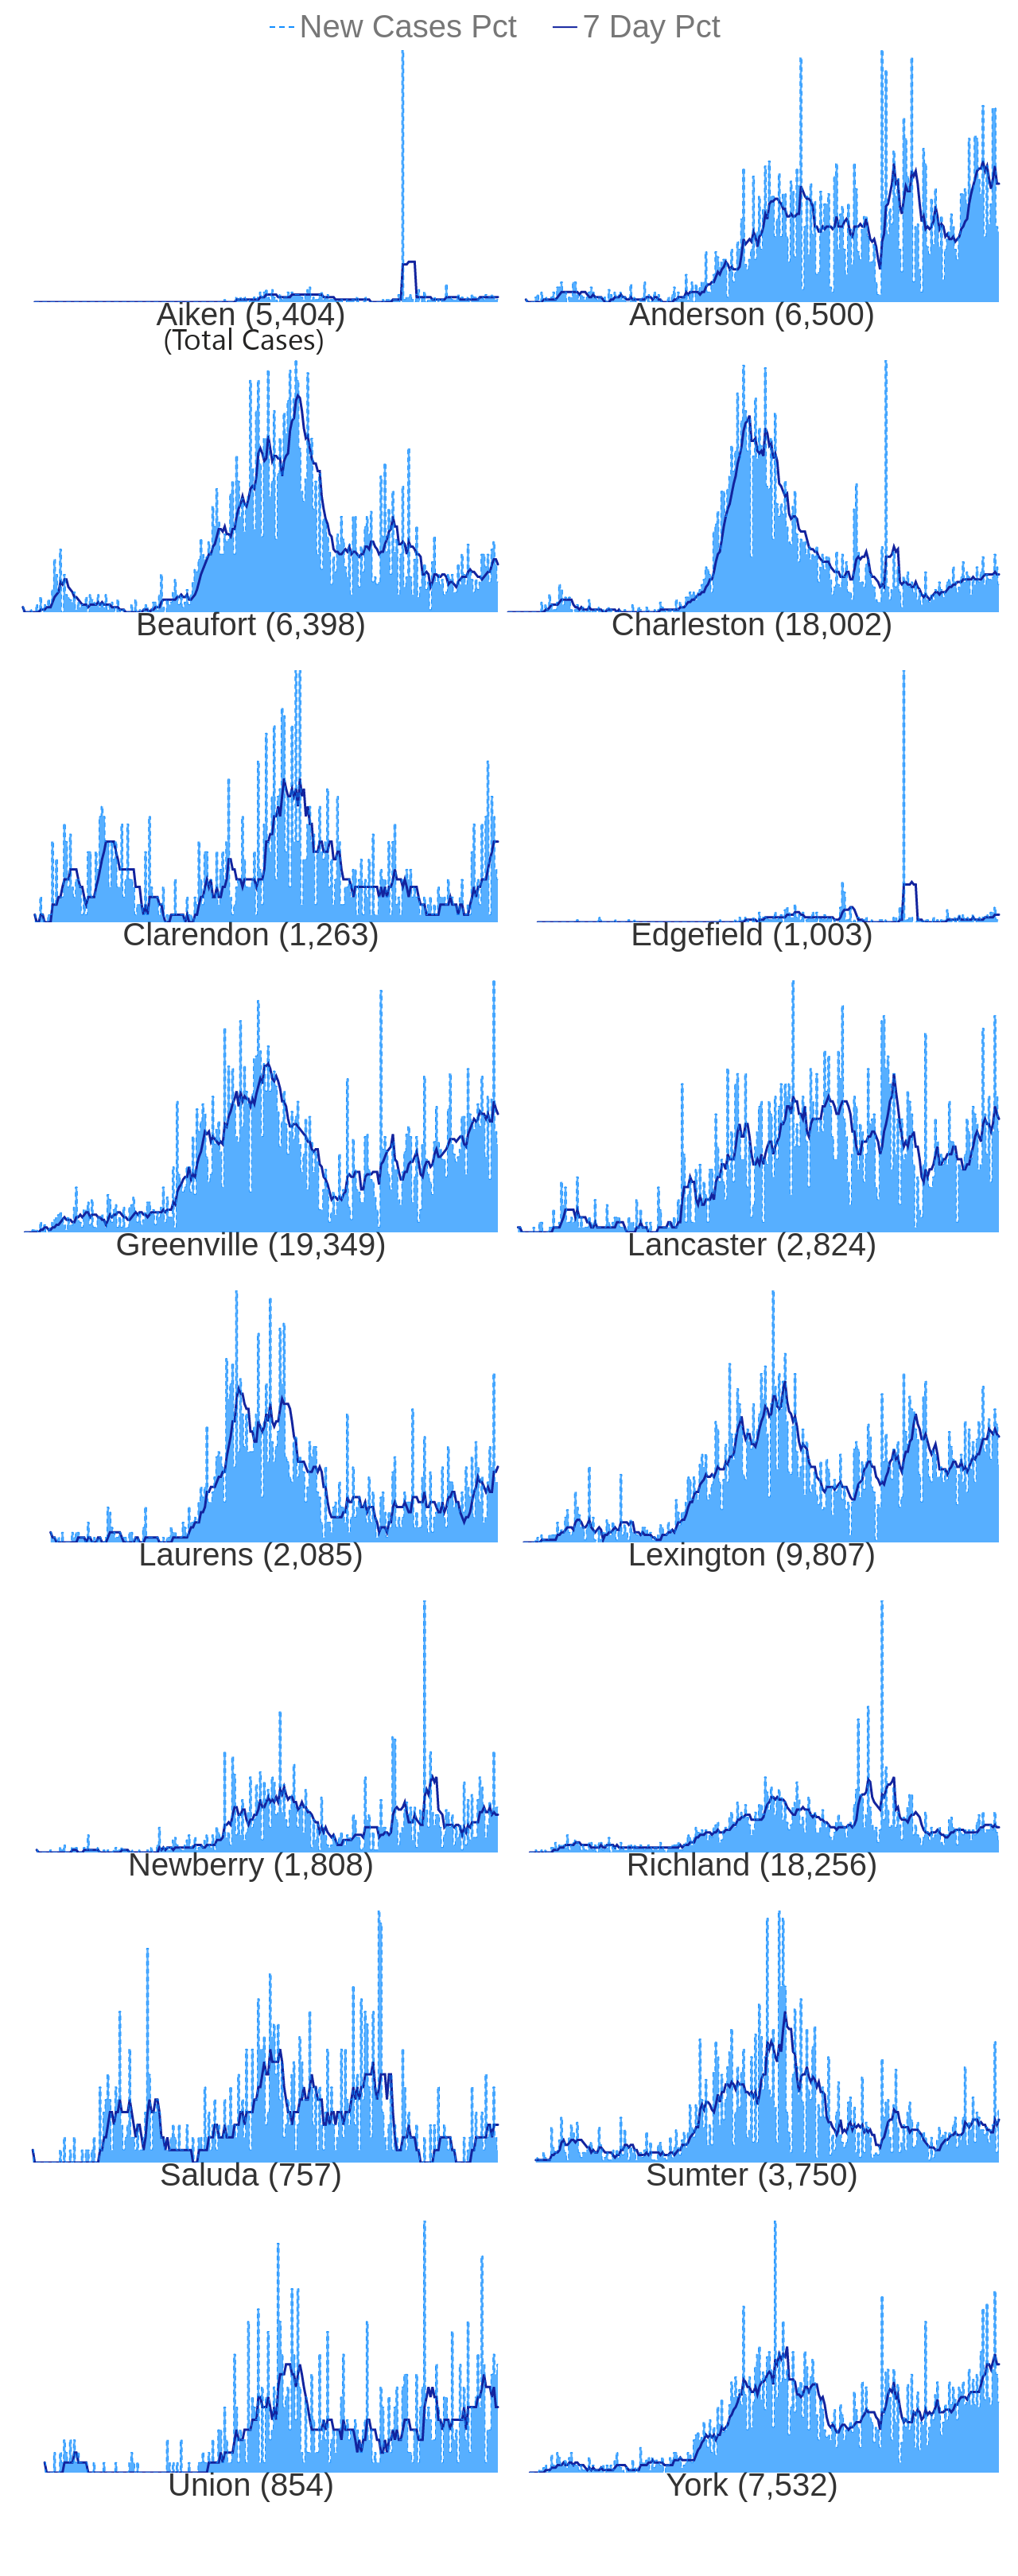 New Cases Pct 7 Day Pct
Aiken (5,404) Anderson (6,500)
(Total Cases)
Beaufort (6,398) Charleston (18,002)
Clarendon (1,263) Edgefield (1,003)
Greenville (19,349) Lancaster (2,824)
Laurens (2,085) Lexington (9,807)
Newberry (1,808) Richland (18,256)
Saluda (757) Sumter (3,750)
Union (854) York (7,532)